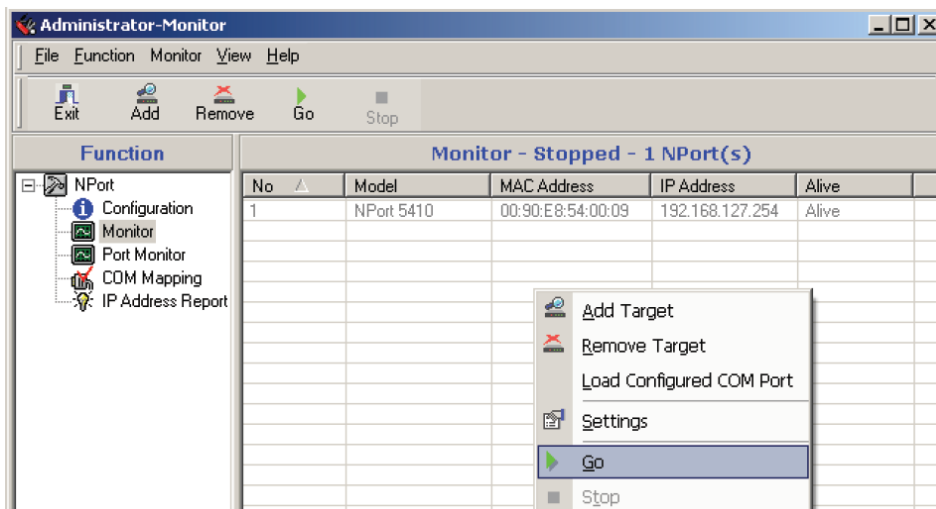 Administrator-Monitor
File Function Monitor View Help
Exit Add Remove Go Stop
Function
Monitor - Stopped - 1 NPort(s)
NPort
Configuration
Monitor
Port Monitor
COM Mapping
IP Address Report
No Model MAC Address IP Address Alive
1 NPort 5410 00:90:E8:54:00:09 192.168.127.254 Alive
Add Target
Remove Target
Load Configured COM Port
Settings
Go
Stop